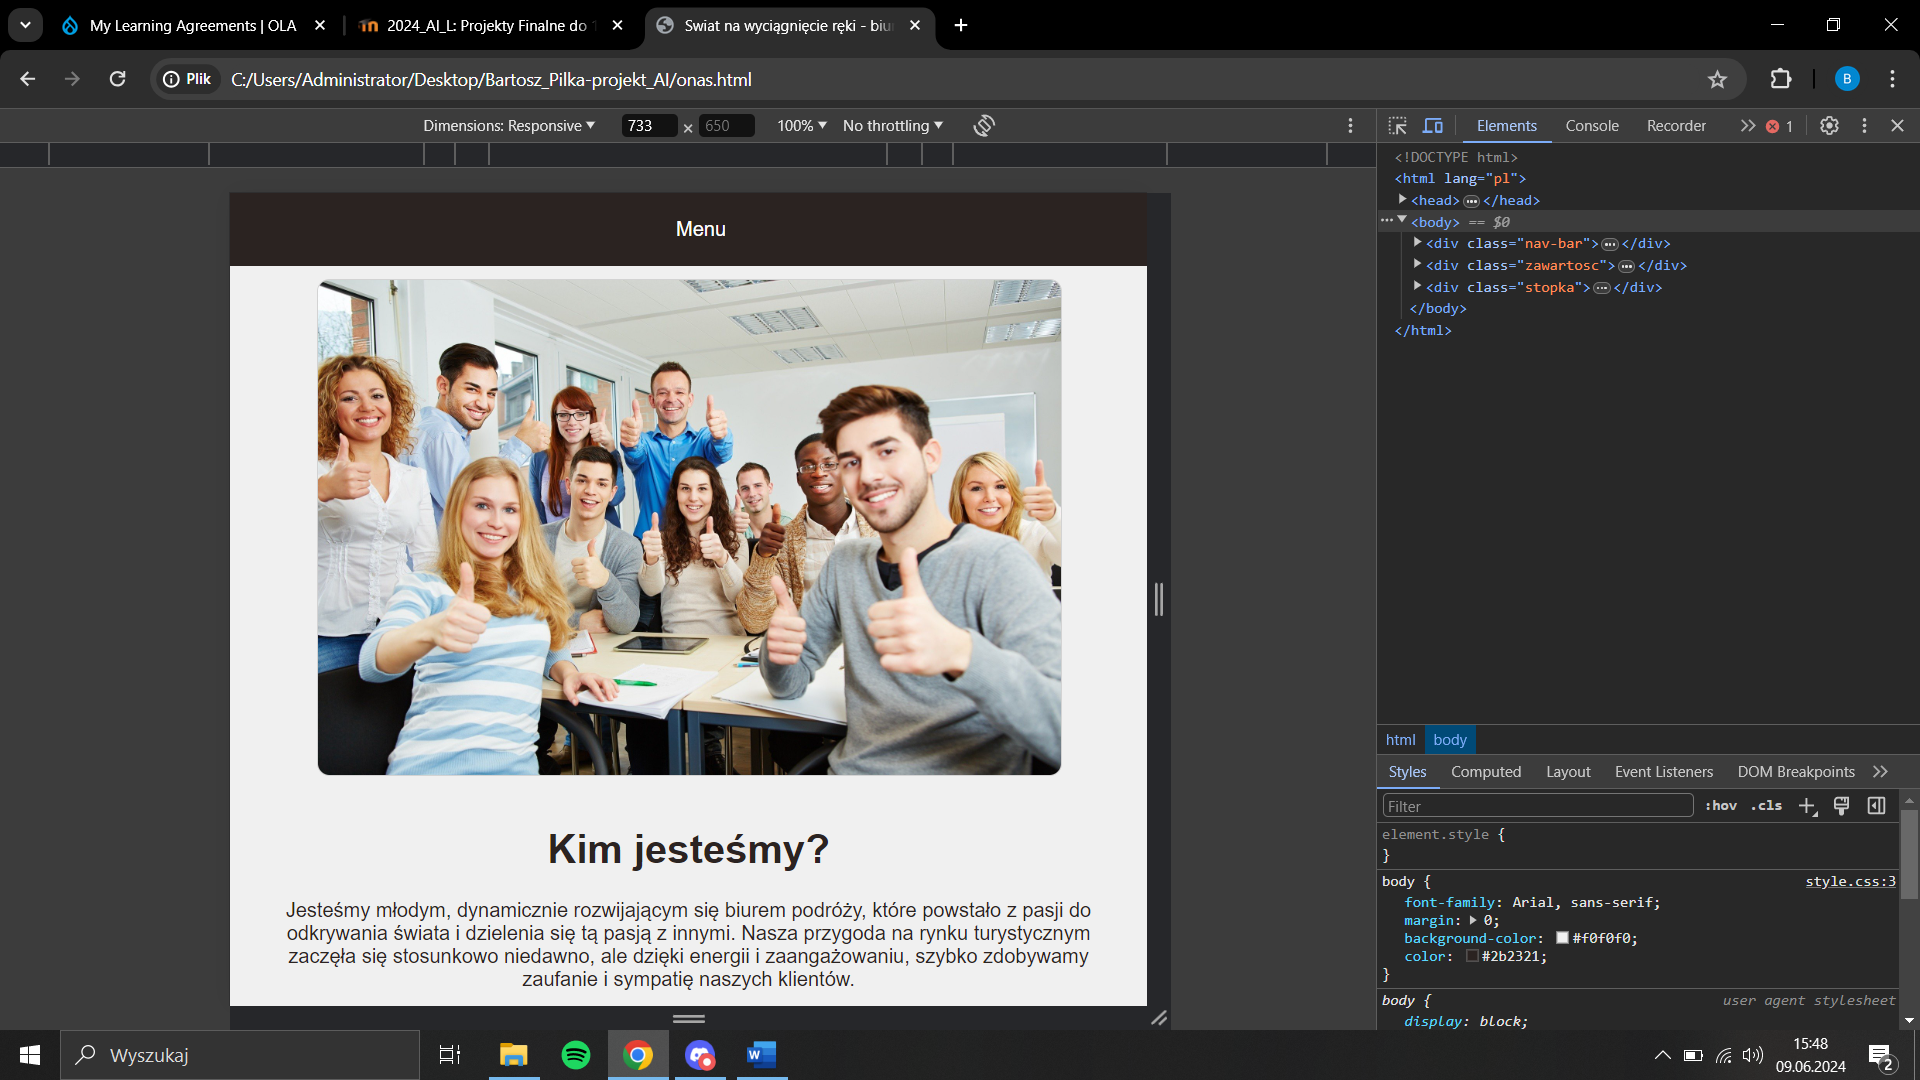 My Learning Agreements | OLA
2024_AI_L: Projekty Finalne do 1
Swiat na wyciągnięcie ręki - biu
Plik
C:/Users/Administrator/Desktop/Bartosz_Pilka-projekt_AI/onas.html
B
Dimensions: Responsive
733
×
650
100%
No throttling
Elements
Console
Recorder
1
<!DOCTYPE html>
<html lang="pl">
<head> ••• </head>
••• <body> == $0
<div class="nav-bar"> ••• </div>
<div class="zawartosc"> ••• </div>
<div class="stopka"> ••• </div>
</body>
</html>
Menu
Kim jesteśmy?
Jesteśmy młodym, dynamicznie rozwijającym się biurem podróży, które powstało z pasji do
odkrywania świata i dzielenia się tą pasją z innymi. Nasza przygoda na rynku turystycznym
zaczęła się stosunkowo niedawno, ale dzięki energii i zaangażowaniu, szybko zdobywamy
zaufanie i sympatię naszych klientów.
html
body
Styles
Computed
Layout
Event Listeners
DOM Breakpoints
Filter
:hov
.cls
element.style {
}
body {
style.css:3
font-family: Arial, sans-serif;
margin: 0;
background-color: #f0f0f0;
color: #2b2321;
}
body {
user agent stylesheet
display: block;
Wyszukaj
15:48
09.06.2024
2